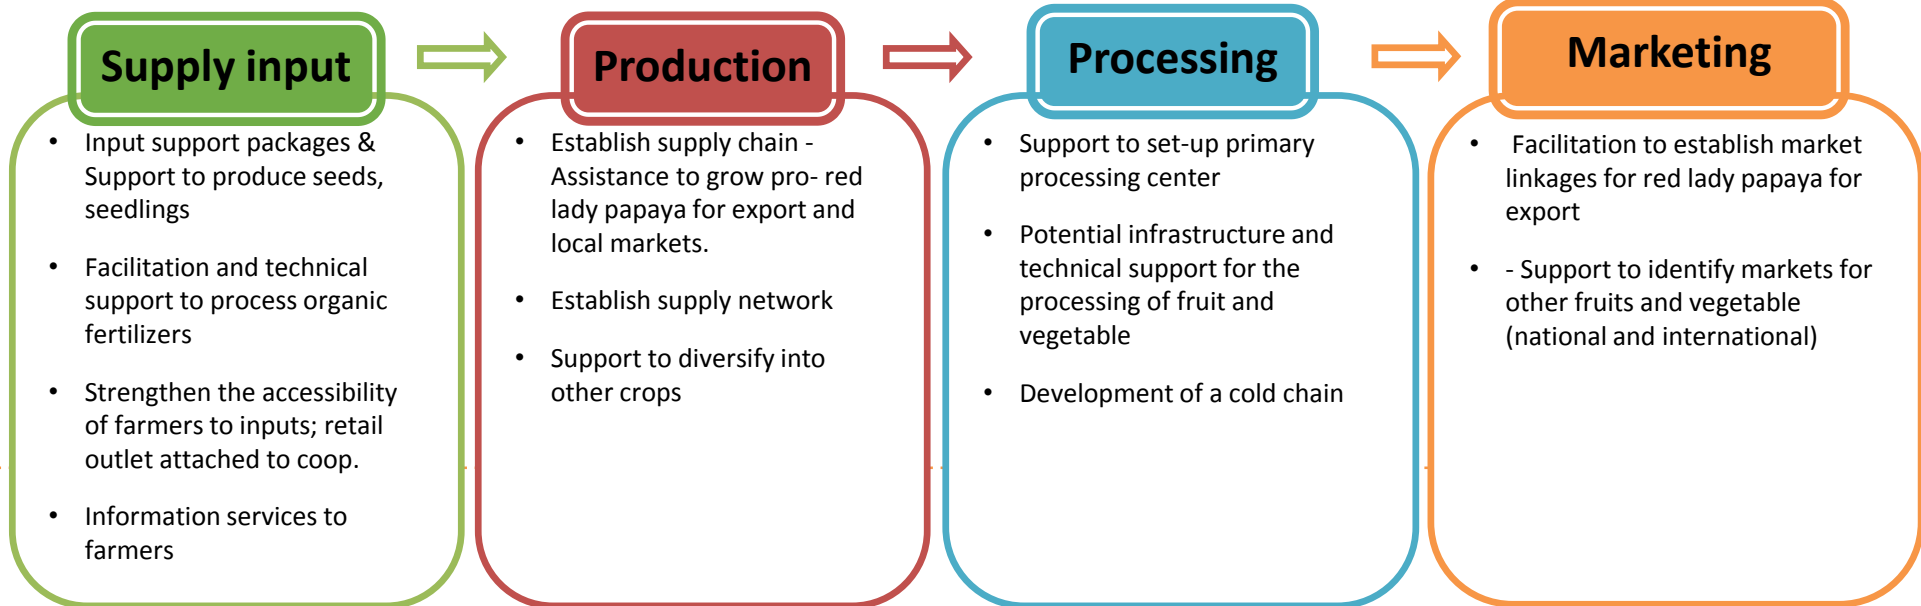 Supply input
• Input support packages &
Support to produce seeds,
seedlings
• Facilitation and technical
support to process organic
fertilizers
• Strengthen the accessibility
of farmers to inputs; retail
outlet attached to coop.
• Information services to
farmers
Production
• Establish supply chain -
Assistance to grow pro- red
lady papaya for export and
local markets.
• Establish supply network
• Support to diversify into
other crops
Processing
• Support to set-up primary
processing center
• Potential infrastructure and
technical support for the
processing of fruit and
vegetable
• Development of a cold chain
Marketing
• Facilitation to establish market
linkages for red lady papaya for
export
• - Support to identify markets for
other fruits and vegetable
(national and international)